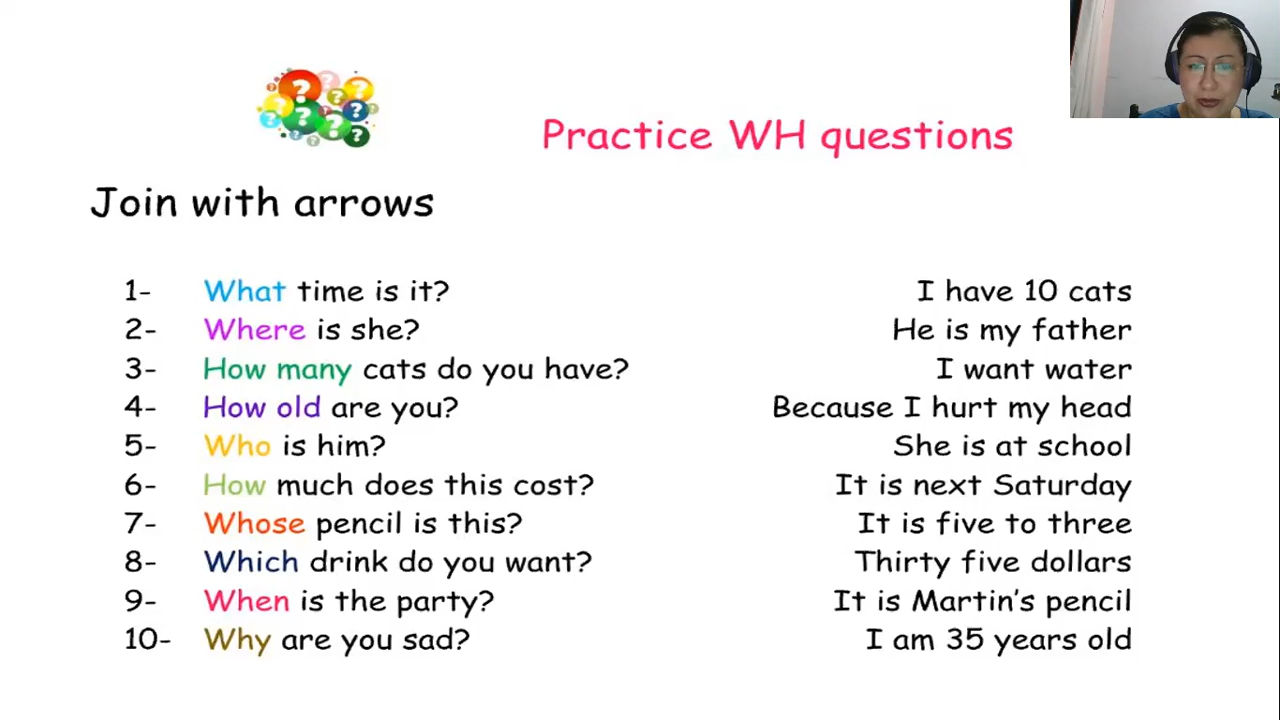 Practice WH questions
Join with arrows
1- What time is it? I have 10 cats
2- Where is she? He is my father
3- How many cats do you have? I want water
4- How old are you? Because I hurt my head
5- Who is him? She is at school
6- How much does this cost? It is next Saturday
7- Whose pencil is this? It is five to three
8- Which drink do you want? Thirty five dollars
9- When is the party? It is Martin's pencil
10- Why are you sad? I am 35 years old